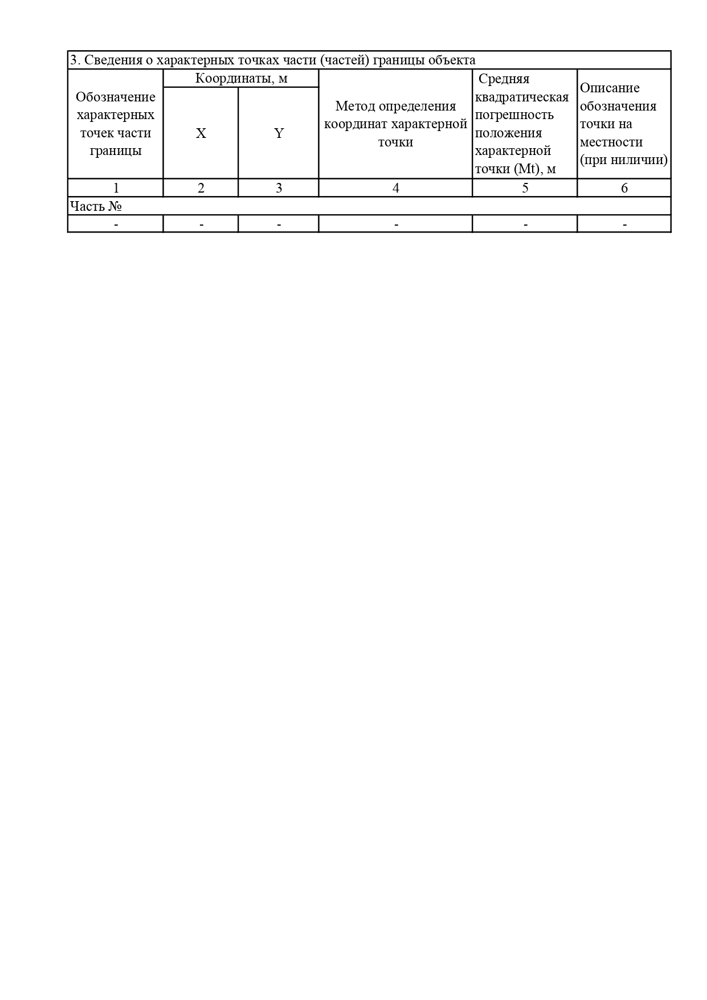 3. Сведения о характерных точках части (частей) границы объекта
Обозначение
характерных
точек части
границы
Координаты, м
X
Y
Метод определения
координат характерной
точки
Средняя
квадратическая
погрешность
положения
характерной
точки (Mt), м
Описание
обозначения
точки на
местности
(при ниличии)
1 2 3 4 5 6
Часть №
- - - - - -